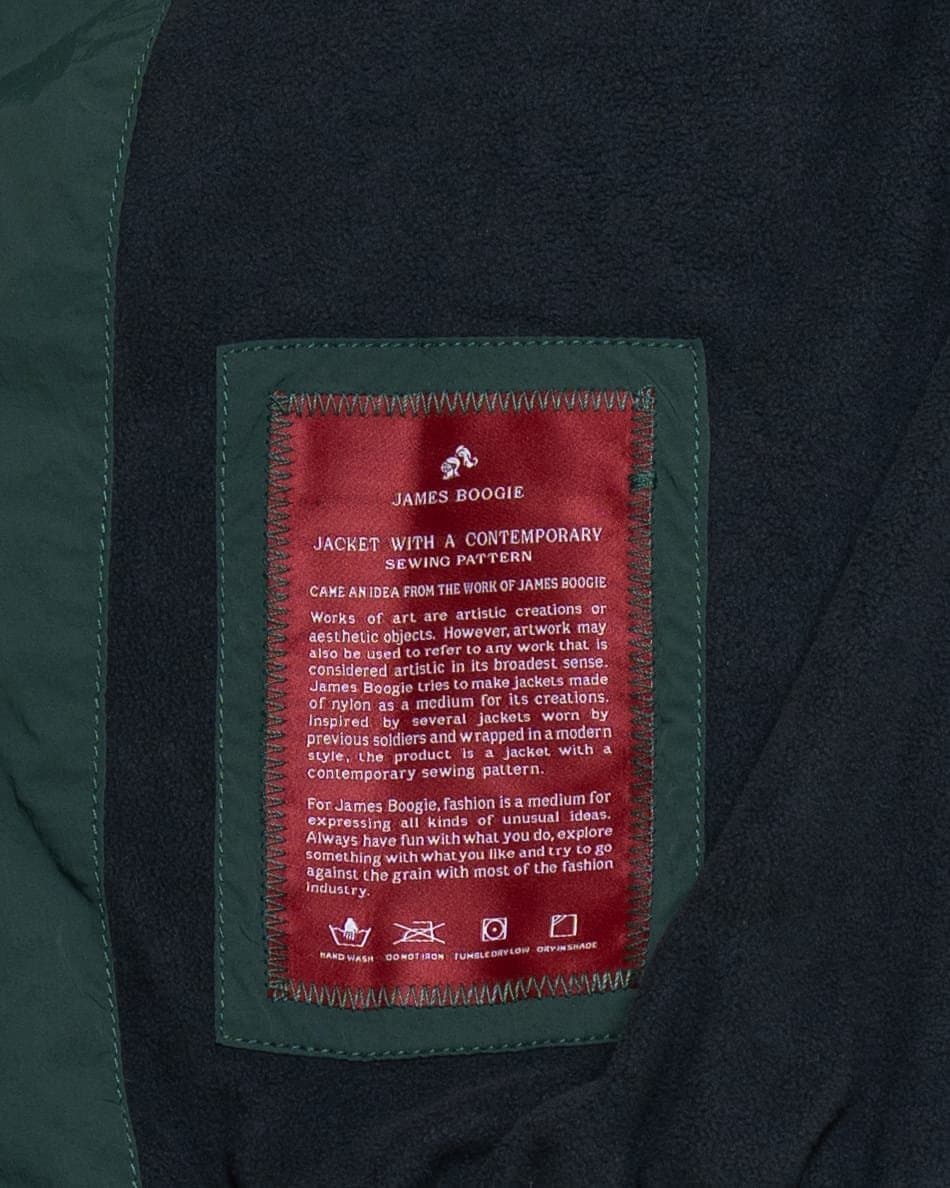 JAMES BOOGIE
JACKET WITH A CONTEMPORARY
SEWING PATTERN
CAME AN IDEA FROM THE WORK OF JAMES BOOGIE
Works of art are artistic creations or
aesthetic objects. However, artwork may
also be used to refer to any work that is
considered artistic in its broadest sense.
James Boogie tries to make jackets made
of nylon as a medium for its creations.
Inspired by several jackets worn by
previous soldiers and wrapped in a modern
style, the product is a jacket with a
contemporary sewing pattern.
For James Boogie, fashion is a medium for
expressing all kinds of unusual ideas.
Always have fun with what you do, explore
something with what you like and try to go
against the grain with most of the fashion
industry.
HAND WASH DO NOT IRON TUMBLE DRY LOW DRY IN SHADE